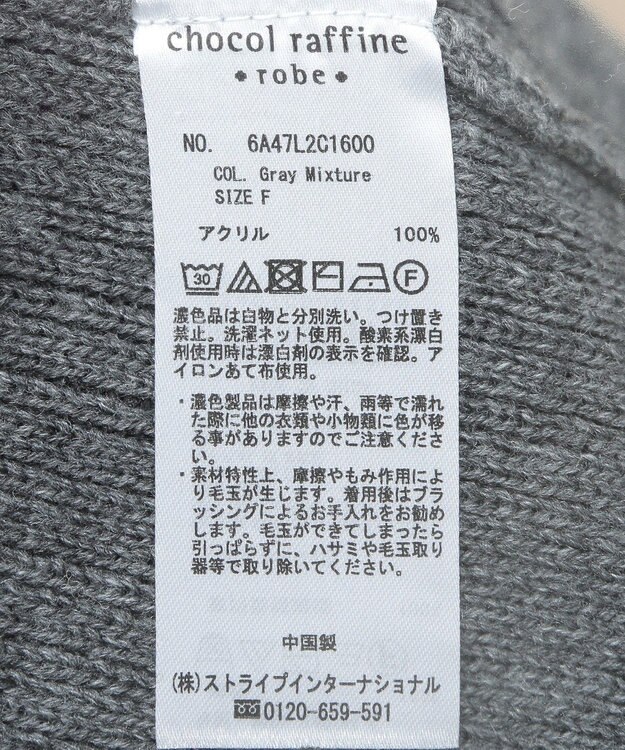 chocol raffine
robe
NO. 6A47L2C1600
COL. Gray Mixture
SIZE F
アクリル 100%
30 F
濃色品は白物と分別洗い。つけ置き
禁止。洗濯ネット使用。酸素系漂白
剤使用時は漂白剤の表示を確認。ア
イロンあて布使用。
・濃色製品は摩擦や汗、雨等で濡れ
た際に他の衣類や小物類に色が移
る事がありますのでご注意くださ
い。
・素材特性上、摩擦やもみ作用によ
り毛玉が生じます。着用後はブラ
ッシングによるお手入れをお勧め
します。毛玉ができてしまったら
引っぱらずに、ハサミや毛玉取り
器等で取り除いてください。
中国製
(株)ストライプインターナショナル
0120-659-591